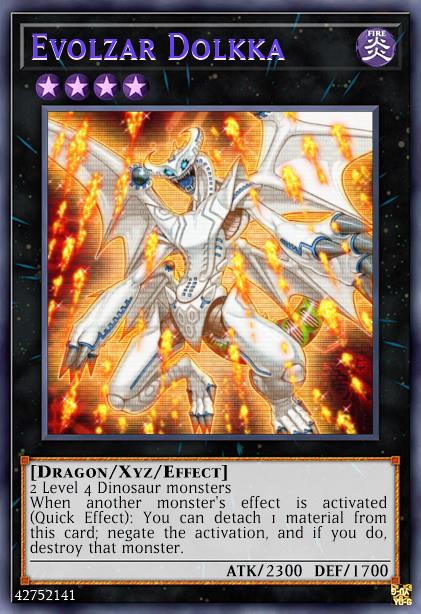 Evolzar Dolkka
FIRE
炎
[Dragon/Xyz/Effect]
2 Level 4 Dinosaur monsters
When another monster's effect is activated
(Quick Effect): You can detach 1 material from
this card; negate the activation, and if you do,
destroy that monster.
ATK/2300 DEF/1700
42752141